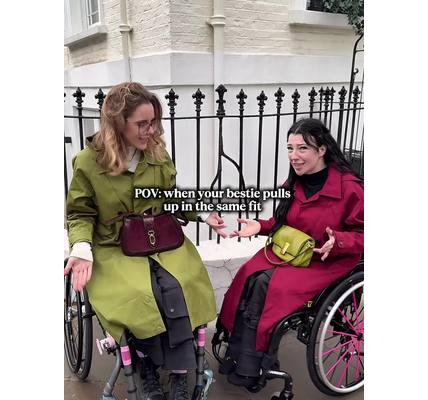 POV: when your bestie pulls
up in the same fit